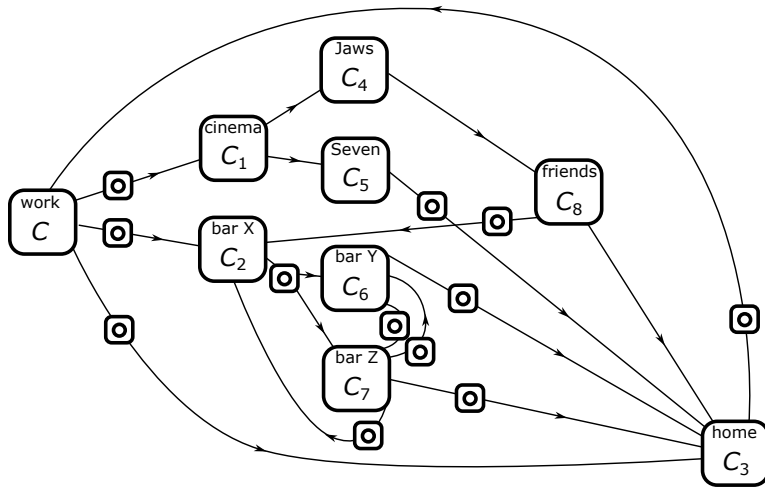 Jaws
C4
cinema
C1
Seven
C5
friends
C8
work
C
bar X
C2
bar Y
C6
bar Z
C7
home
C3